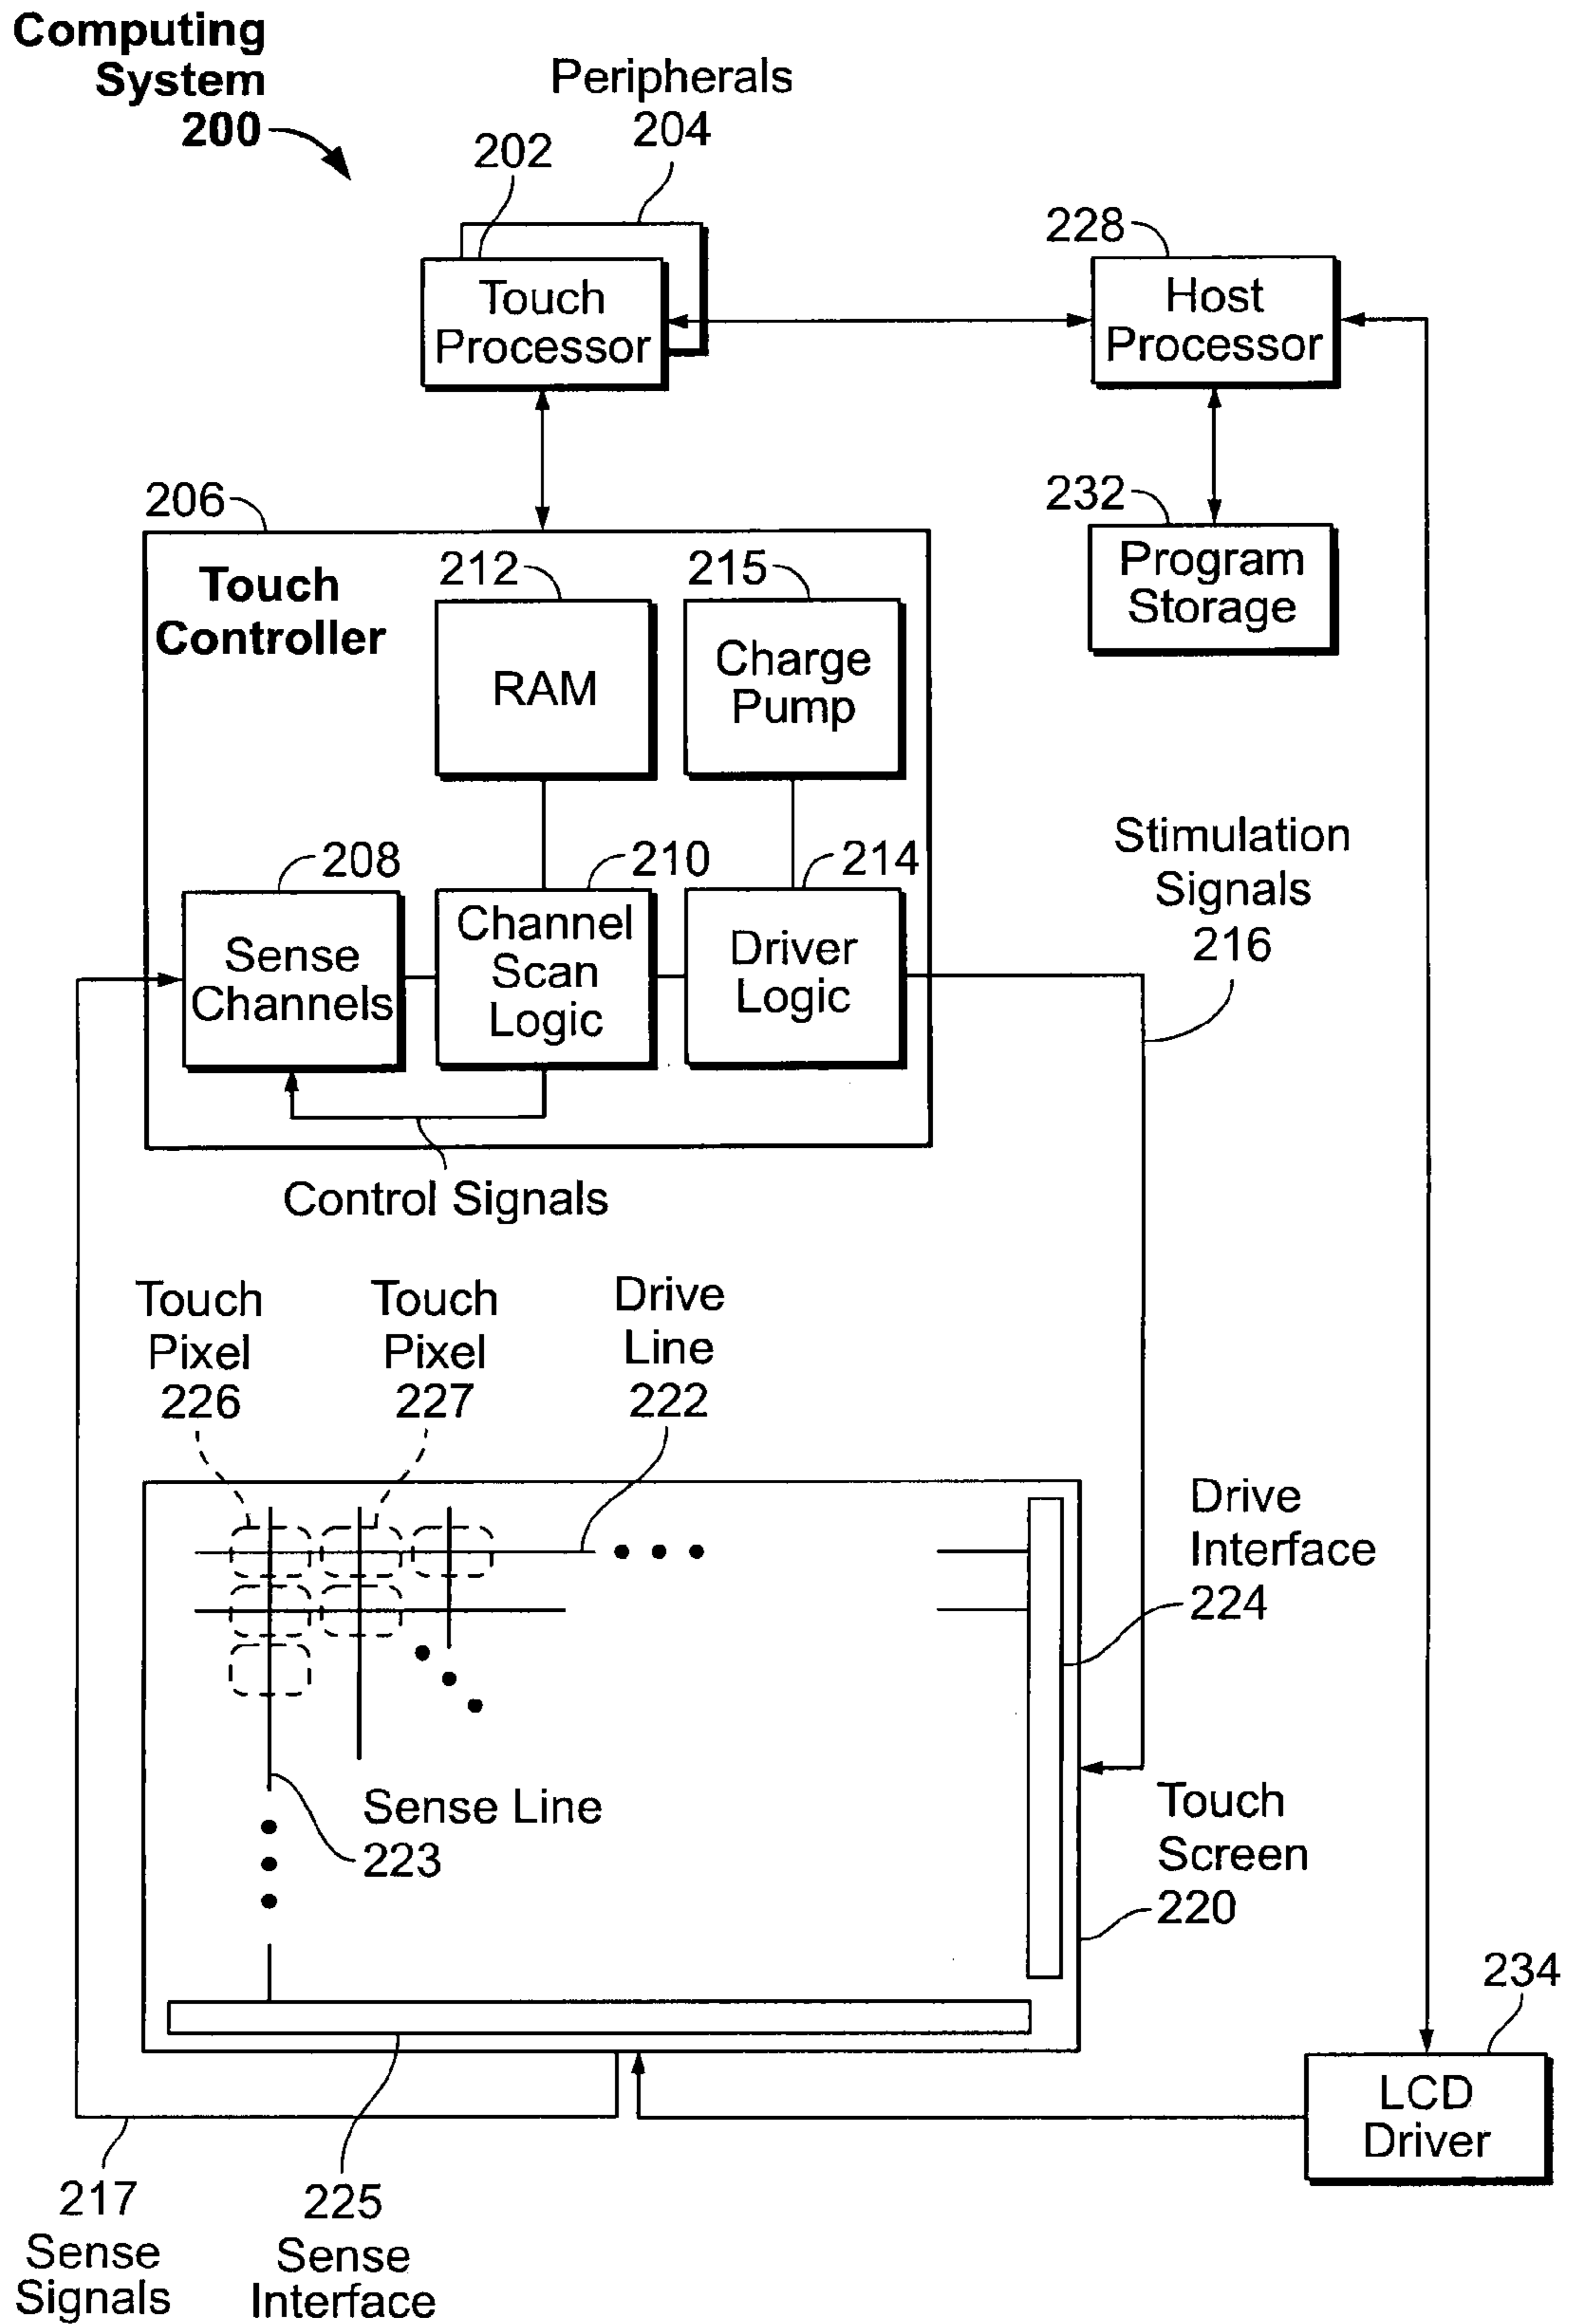 Computing
System
200
Peripherals
204
202
Touch
Processor
228
Host
Processor
206
232
Program
Storage
Touch
Controller
212
RAM
215
Charge
Pump
208
Sense
Channels
210
Channel
Scan
Logic
214
Driver
Logic
Stimulation
Signals
216
Control Signals
Touch
Pixel
226
Touch
Pixel
227
Drive
Line
222
Drive
Interface
224
Sense Line
223
Touch
Screen
220
234
LCD
Driver
217
Sense
Signals
225
Sense
Interface